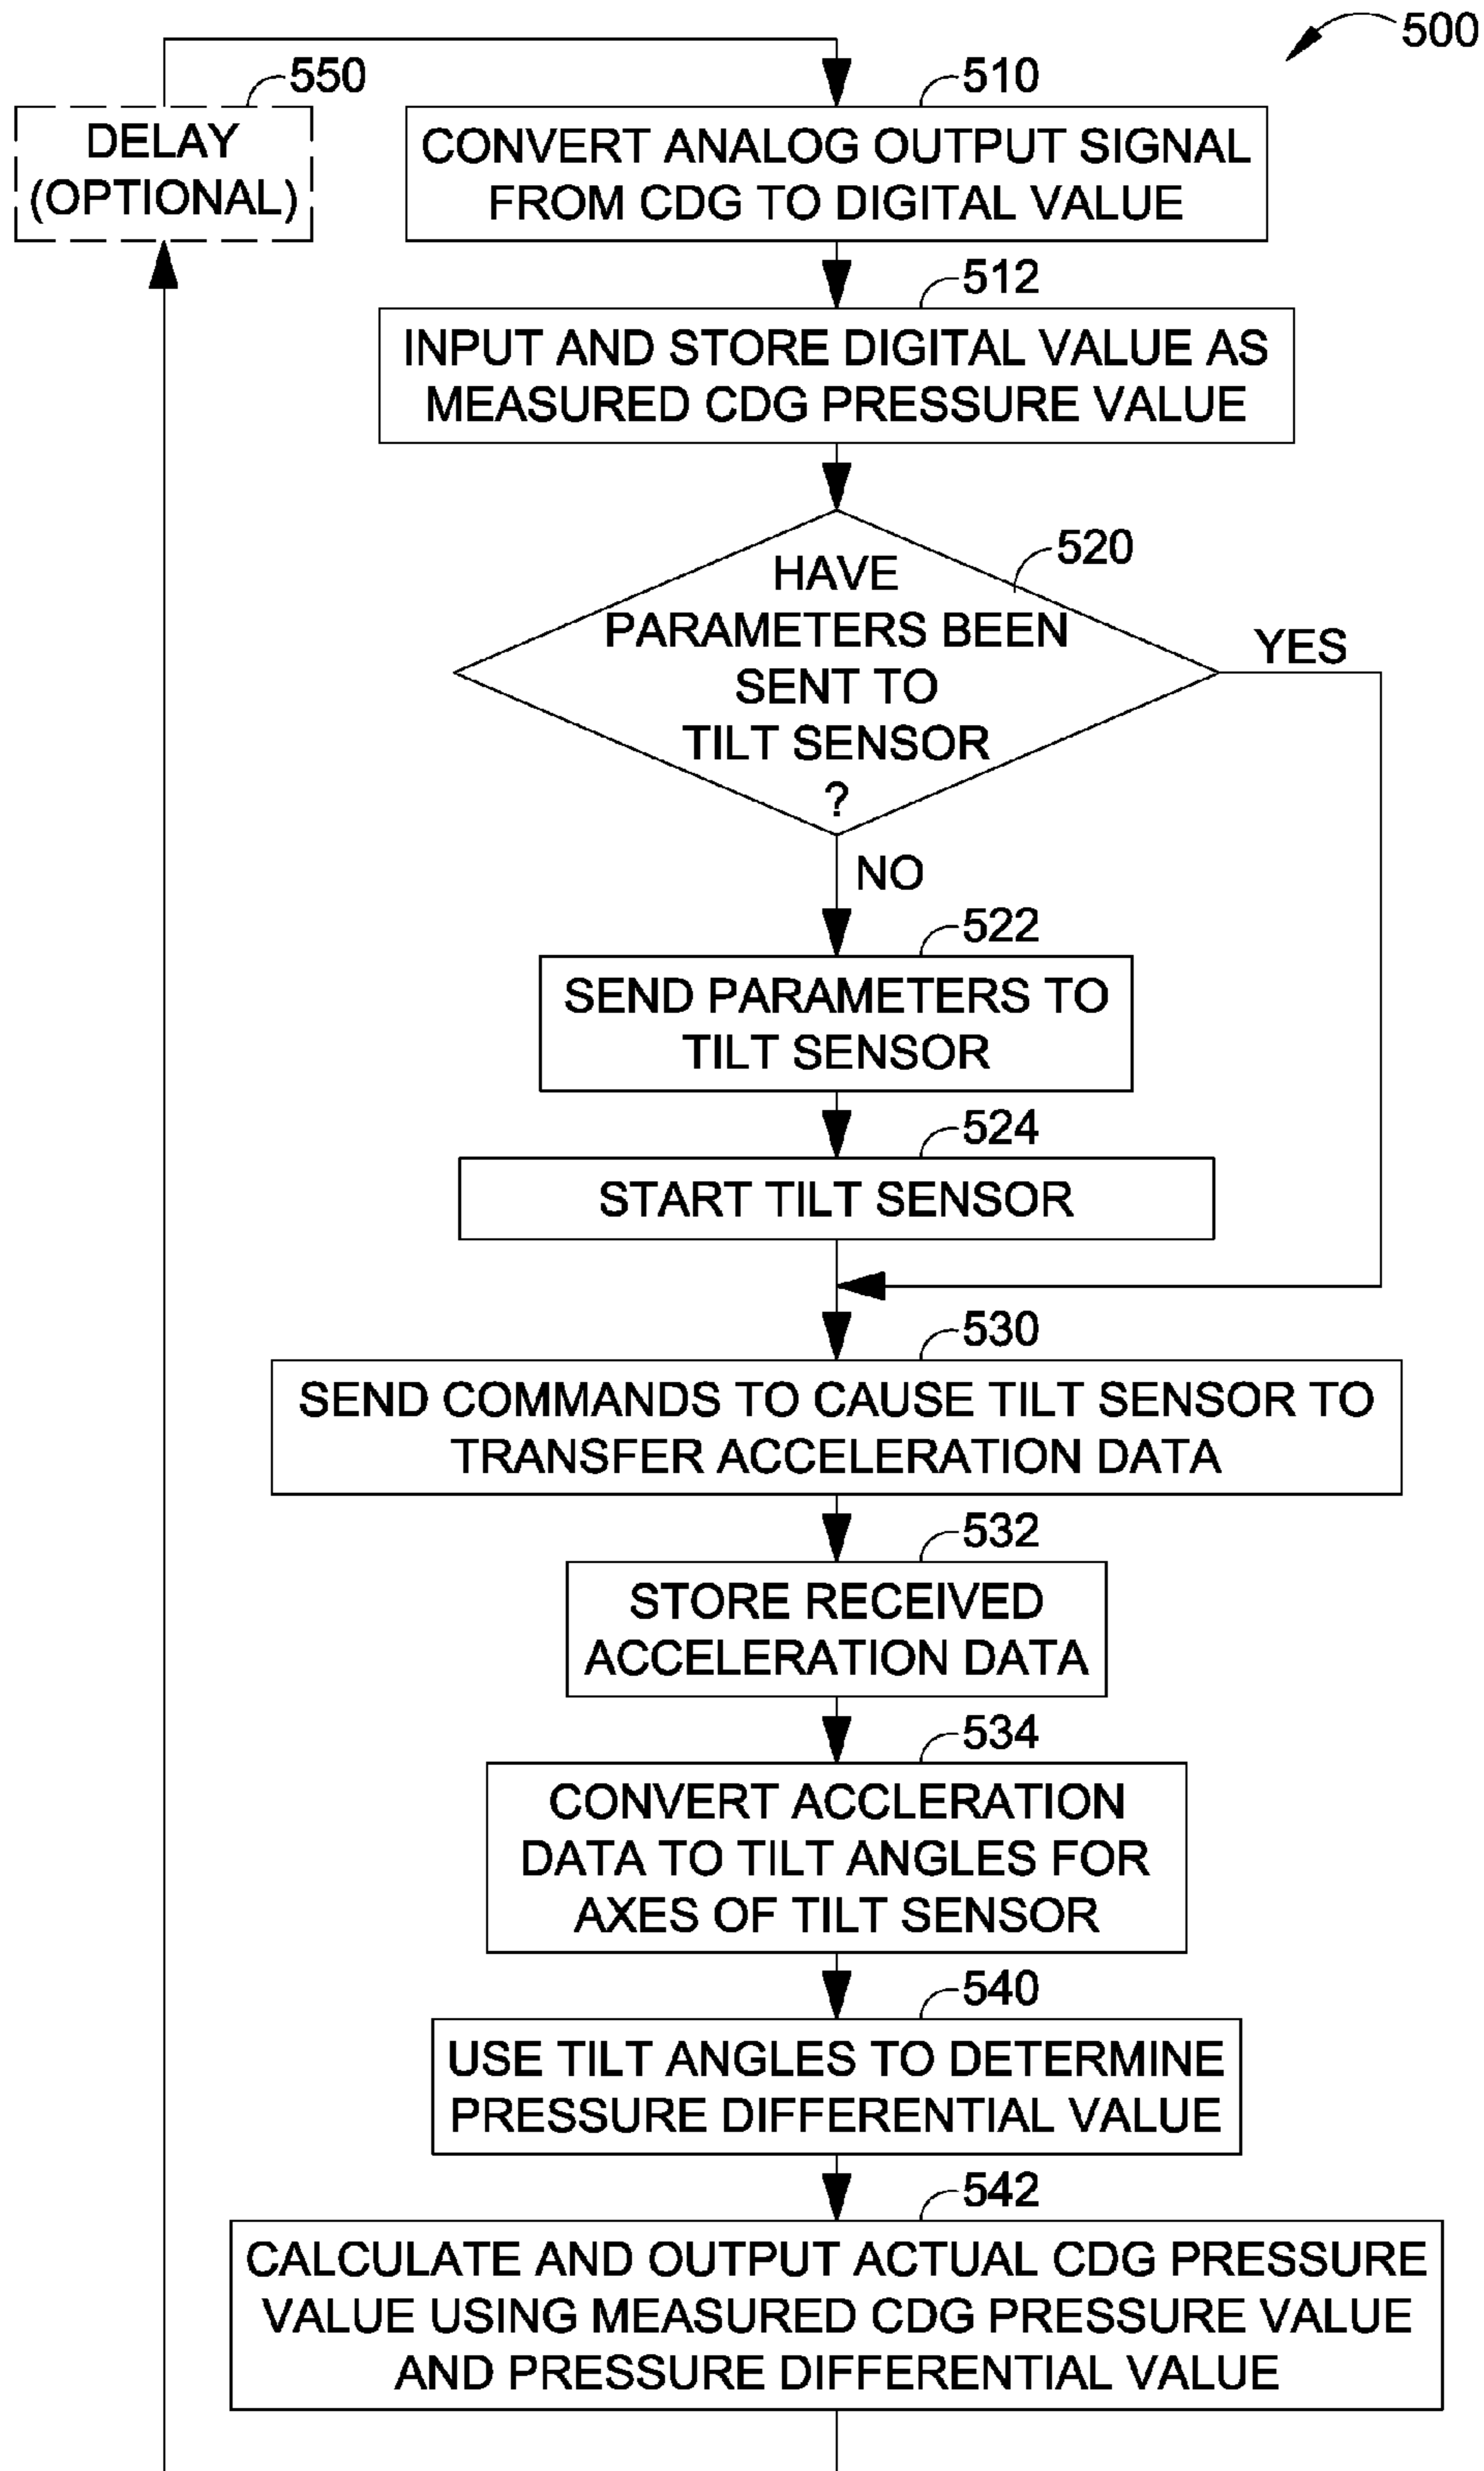 500
550
DELAY
(OPTIONAL)
510
CONVERT ANALOG OUTPUT SIGNAL
FROM CDG TO DIGITAL VALUE
512
INPUT AND STORE DIGITAL VALUE AS
MEASURED CDG PRESSURE VALUE
520
HAVE
PARAMETERS BEEN
SENT TO
TILT SENSOR
?
YES
NO
522
SEND PARAMETERS TO
TILT SENSOR
524
START TILT SENSOR
530
SEND COMMANDS TO CAUSE TILT SENSOR TO
TRANSFER ACCELERATION DATA
532
STORE RECEIVED
ACCELERATION DATA
534
CONVERT ACCLERATION
DATA TO TILT ANGLES FOR
AXES OF TILT SENSOR
540
USE TILT ANGLES TO DETERMINE
PRESSURE DIFFERENTIAL VALUE
542
CALCULATE AND OUTPUT ACTUAL CDG PRESSURE
VALUE USING MEASURED CDG PRESSURE VALUE
AND PRESSURE DIFFERENTIAL VALUE